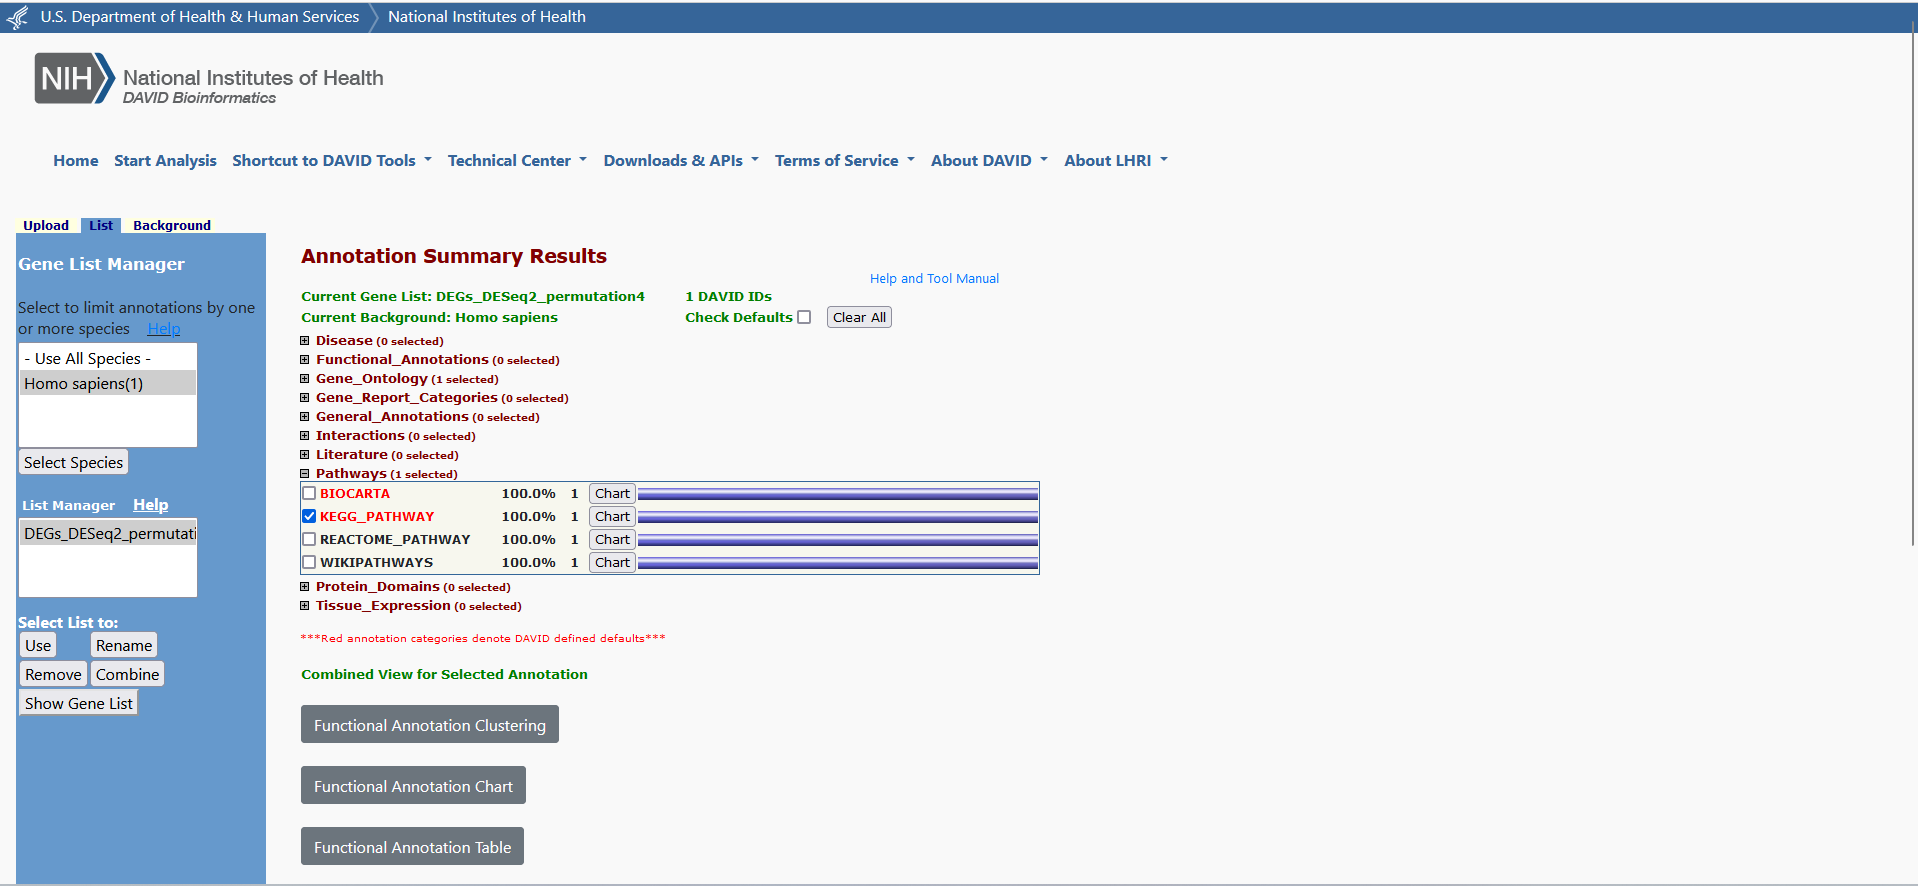 U.S. Department of Health & Human Services National Institutes of Health
NIH National Institutes of Health
DAVID Bioinformatics
Home Start Analysis Shortcut to DAVID Tools Technical Center Downloads & APIs Terms of Service About DAVID About LHRI
Upload List Background
Gene List Manager
Select to limit annotations by one
or more species Help
- Use All Species -
Homo sapiens(1)
Select Species
List Manager Help
DEGs_DESeq2_permutati
Select List to:
Use Rename
Remove Combine
Show Gene List
Annotation Summary Results
Help and Tool Manual
Current Gene List: DEGs_DESeq2_permutation4 1 DAVID IDs
Current Background: Homo sapiens Check Defaults Clear All
Disease (0 selected)
Functional_Annotations (0 selected)
Gene_Ontology (1 selected)
Gene_Report_Categories (0 selected)
General_Annotations (0 selected)
Interactions (0 selected)
Literature (0 selected)
Pathways (1 selected)
BIOCARTA 100.0% 1 Chart
KEGG_PATHWAY 100.0% 1 Chart
REACTOME_PATHWAY 100.0% 1 Chart
WIKIPATHWAYS 100.0% 1 Chart
Protein_Domains (0 selected)
Tissue_Expression (0 selected)
***Red annotation categories denote DAVID defined defaults***
Combined View for Selected Annotation
Functional Annotation Clustering
Functional Annotation Chart
Functional Annotation Table